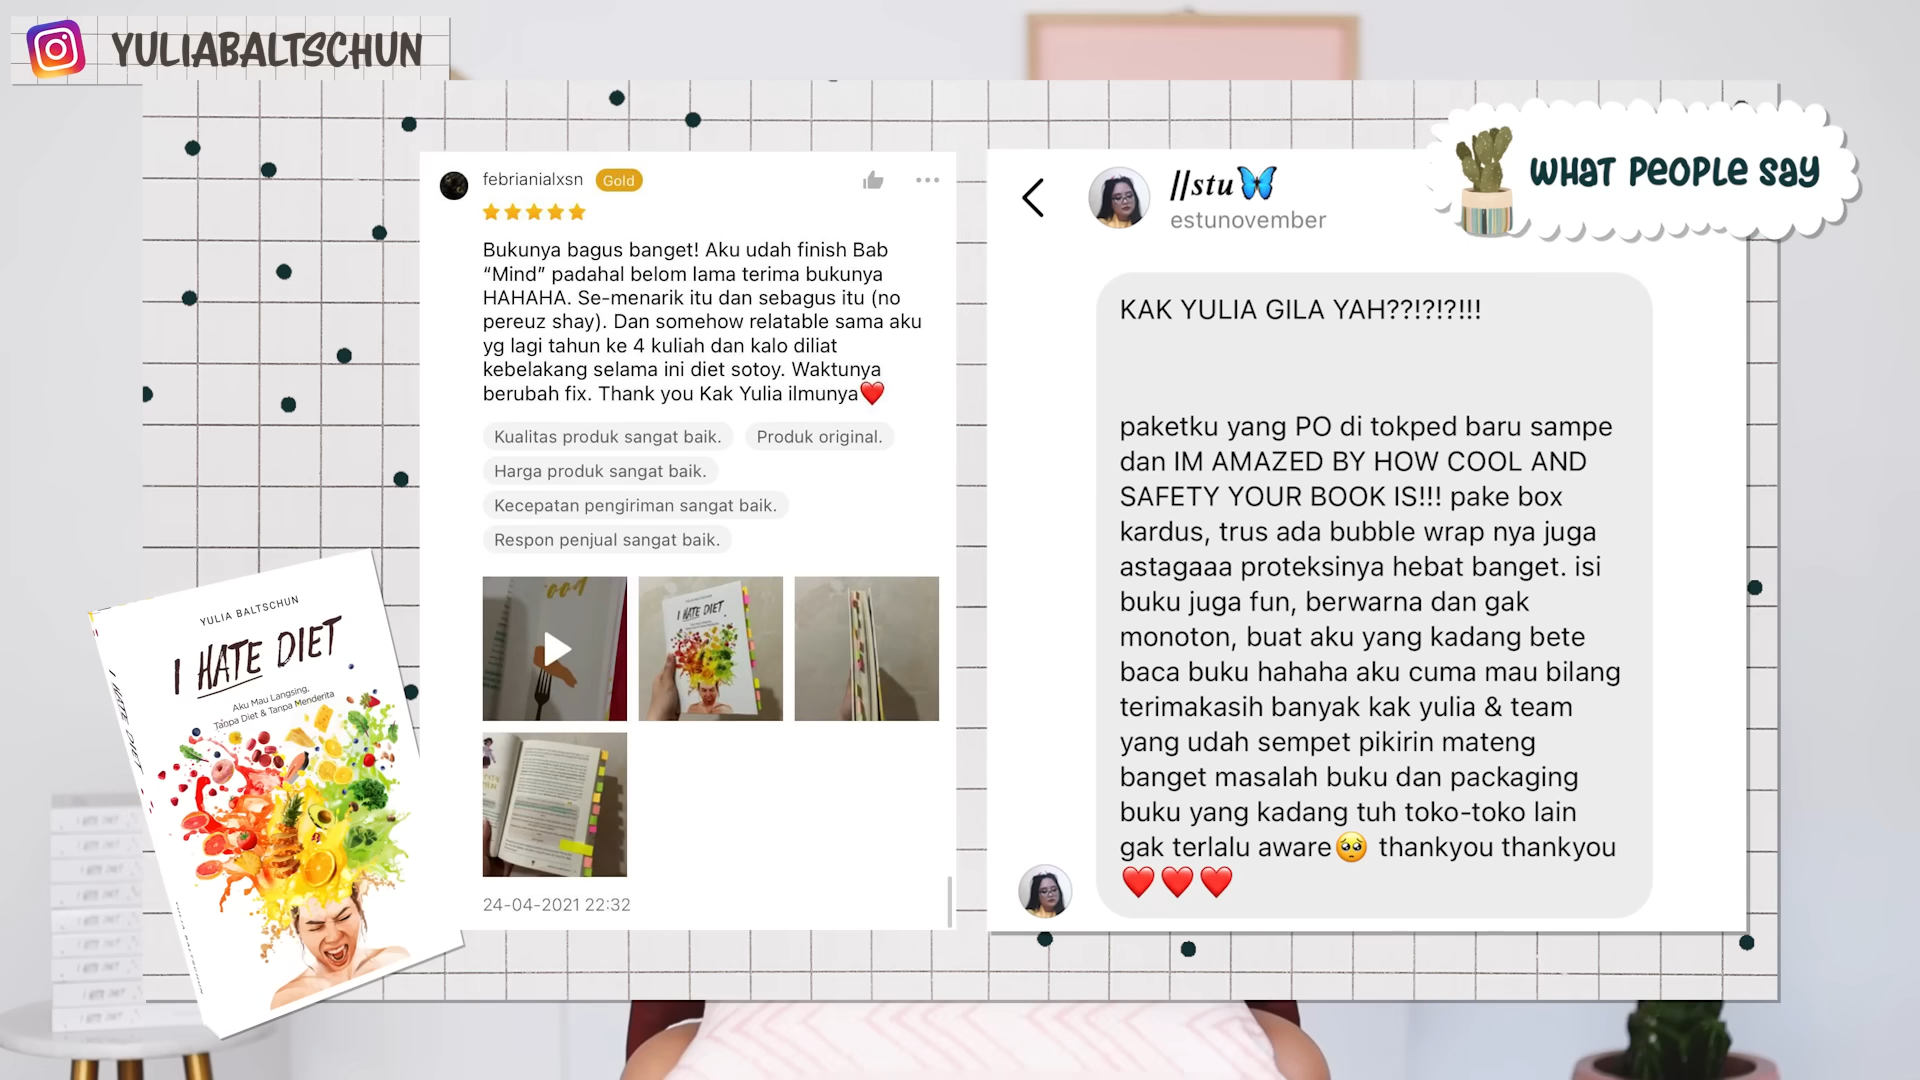 YULIABALTSCHUN
WHAT PEOPLE SAY
febrianialxsn Gold
Bukunya bagus banget! Aku udah finish Bab
“Mind” padahal belom lama terima bukunya
HAHAHA. Se-menarik itu dan sebagus itu (no
pereuz shay). Dan somehow relatable sama aku
yg lagi tahun ke 4 kuliah dan kalo diliat
kebelakang selama ini diet sotoy. Waktunya
berubah fix. Thank you Kak Yulia ilmunya❤️
Kualitas produk sangat baik. Produk original.
Harga produk sangat baik.
Kecepatan pengiriman sangat baik.
Respon penjual sangat baik.
I HATE DIET
24-04-2021 22:32
//stu🦋
estunovember
KAK YULIA GILA YAH??!?!?!!!
paketku yang PO di tokped baru sampe
dan IM AMAZED BY HOW COOL AND
SAFETY YOUR BOOK IS!!! pake box
kardus, trus ada bubble wrap nya juga
astagaaa proteksinya hebat banget. isi
buku juga fun, berwarna dan gak
monoton, buat aku yang kadang bete
baca buku hahaha aku cuma mau bilang
terimakasih banyak kak yulia & team
yang udah sempet pikirin mateng
banget masalah buku dan packaging
buku yang kadang tuh toko-toko lain
gak terlalu aware🥺 thankyou thankyou
❤️❤️❤️
YULIA BALTSCHUN
I HATE DIET
Aku Mau Langsing,
Tanpa Diet & Tanpa Menderita
I HATE DIET